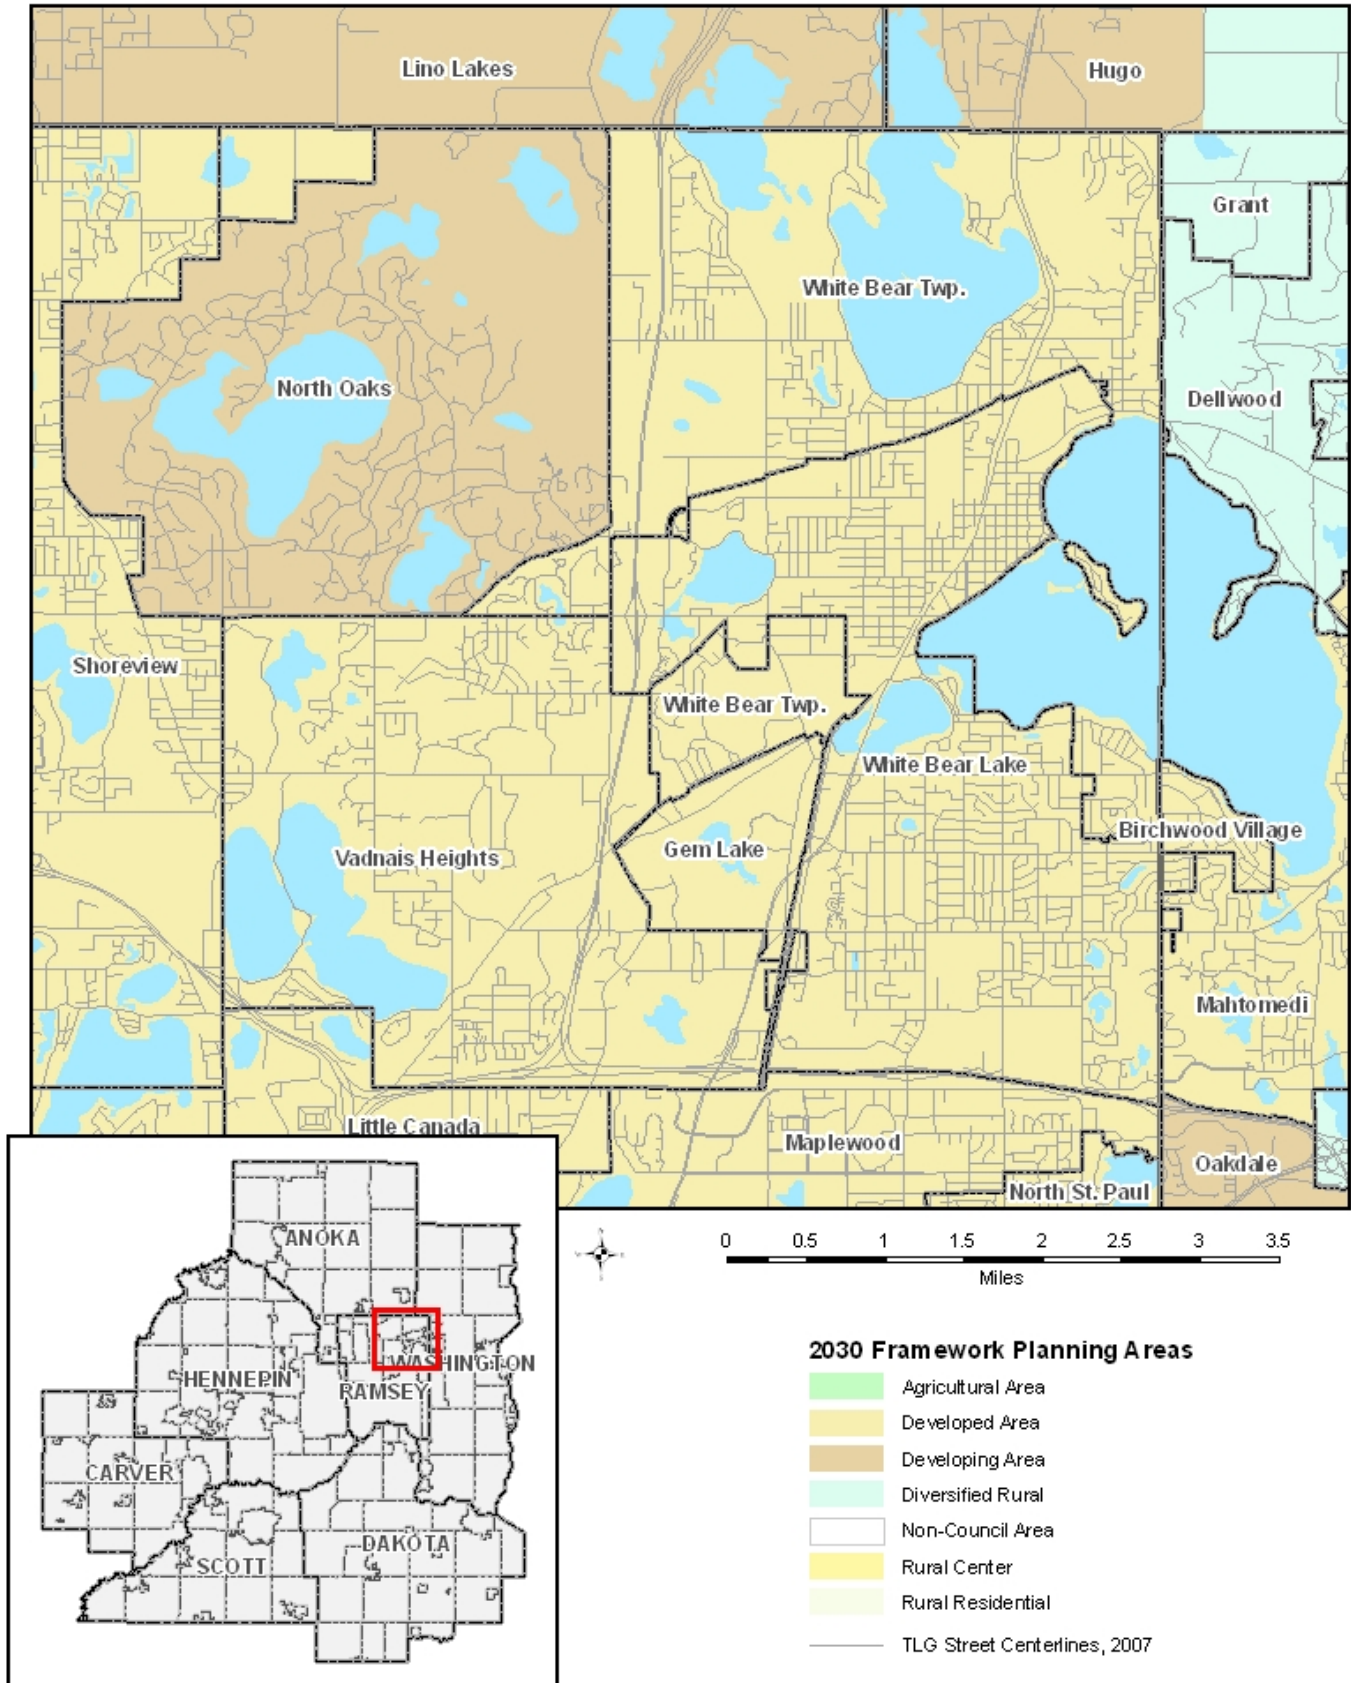 Lino Lakes
Hugo
Grant
White Bear Twp.
North Oaks
Dellwood
Shoreview
White Bear Twp.
White Bear Lake
Birchwood Village
Gem Lake
Vadnais Heights
Mahtomedi
Little Canada
Maplewood
Oakdale
North St. Paul
ANOKA
WASHINGTON
HENNEPIN
RAMSEY
CARVER
DAKOTA
SCOTT
0 0.5 1 1.5 2 2.5 3 3.5
Miles
2030 Framework Planning Areas
Agricultural Area
Developed Area
Developing Area
Diversified Rural
Non-Council Area
Rural Center
Rural Residential
TLG Street Centerlines, 2007